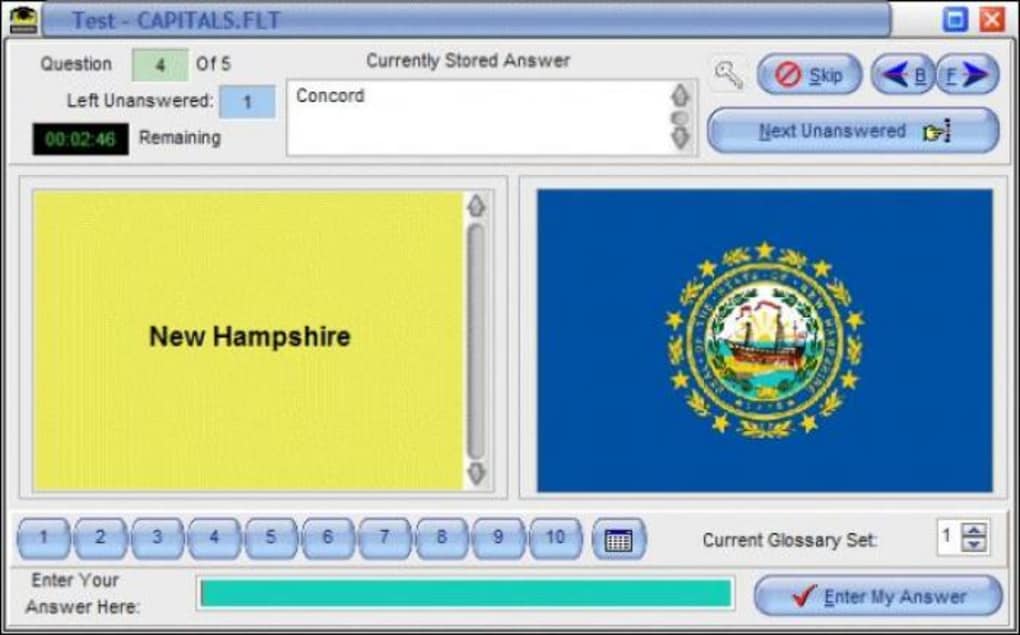 Test - CAPITALS.FLT
Question 4 Of 5
Currently Stored Answer
Left Unanswered: 1
Concord
Skip
B
F
00:02:46 Remaining
Next Unanswered
New Hampshire
1 2 3 4 5 6 7 8 9 10
Current Glossary Set: 1
Enter Your
Answer Here:
Enter My Answer